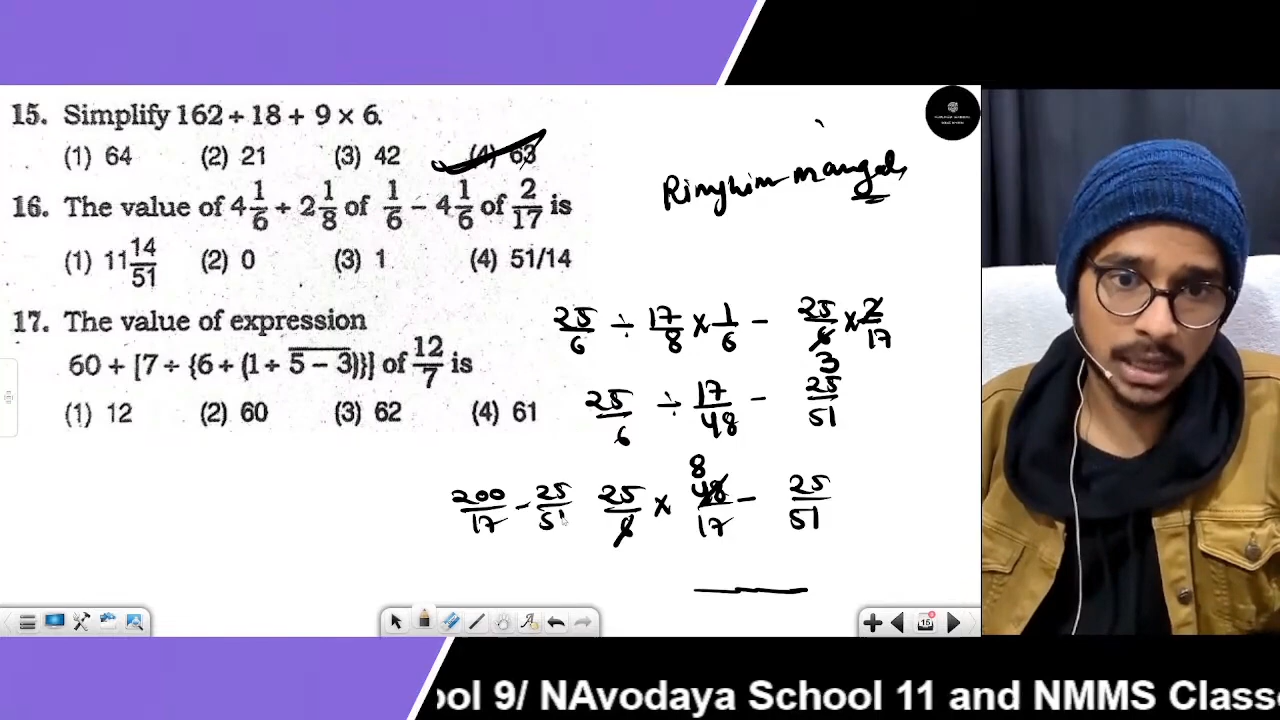 15. Simplify 162 ÷ 18 + 9 × 6.
(1) 64 (2) 21 (3) 42 (4) 63
16. The value of 4 1/6 ÷ 2 1/8 of 1/6 − 4 1/6 of 2/17 is
(1) 11 14/51 (2) 0 (3) 1 (4) 51/14
17. The value of expression
60 + [7 ÷ {6 + (1 ÷ 5 − 3)}] of 12/7 is
(1) 12 (2) 60 (3) 62 (4) 61
25/6 ÷ 17/8 × 1/6 − 25/6 × 2/17
3
25/6 ÷ 17/48 − 25/51
8
200/17 − 25/51 25/6 × 48/17 − 25/51
15
ool 9/ NAvodaya School 11 and NMMS Class